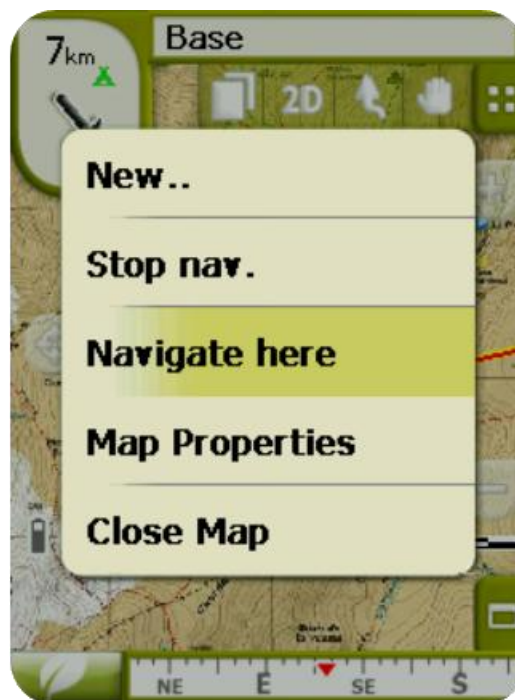 7km
Base
2D
New..
Stop nav.
Navigate here
Map Properties
Close Map
NE E SE S